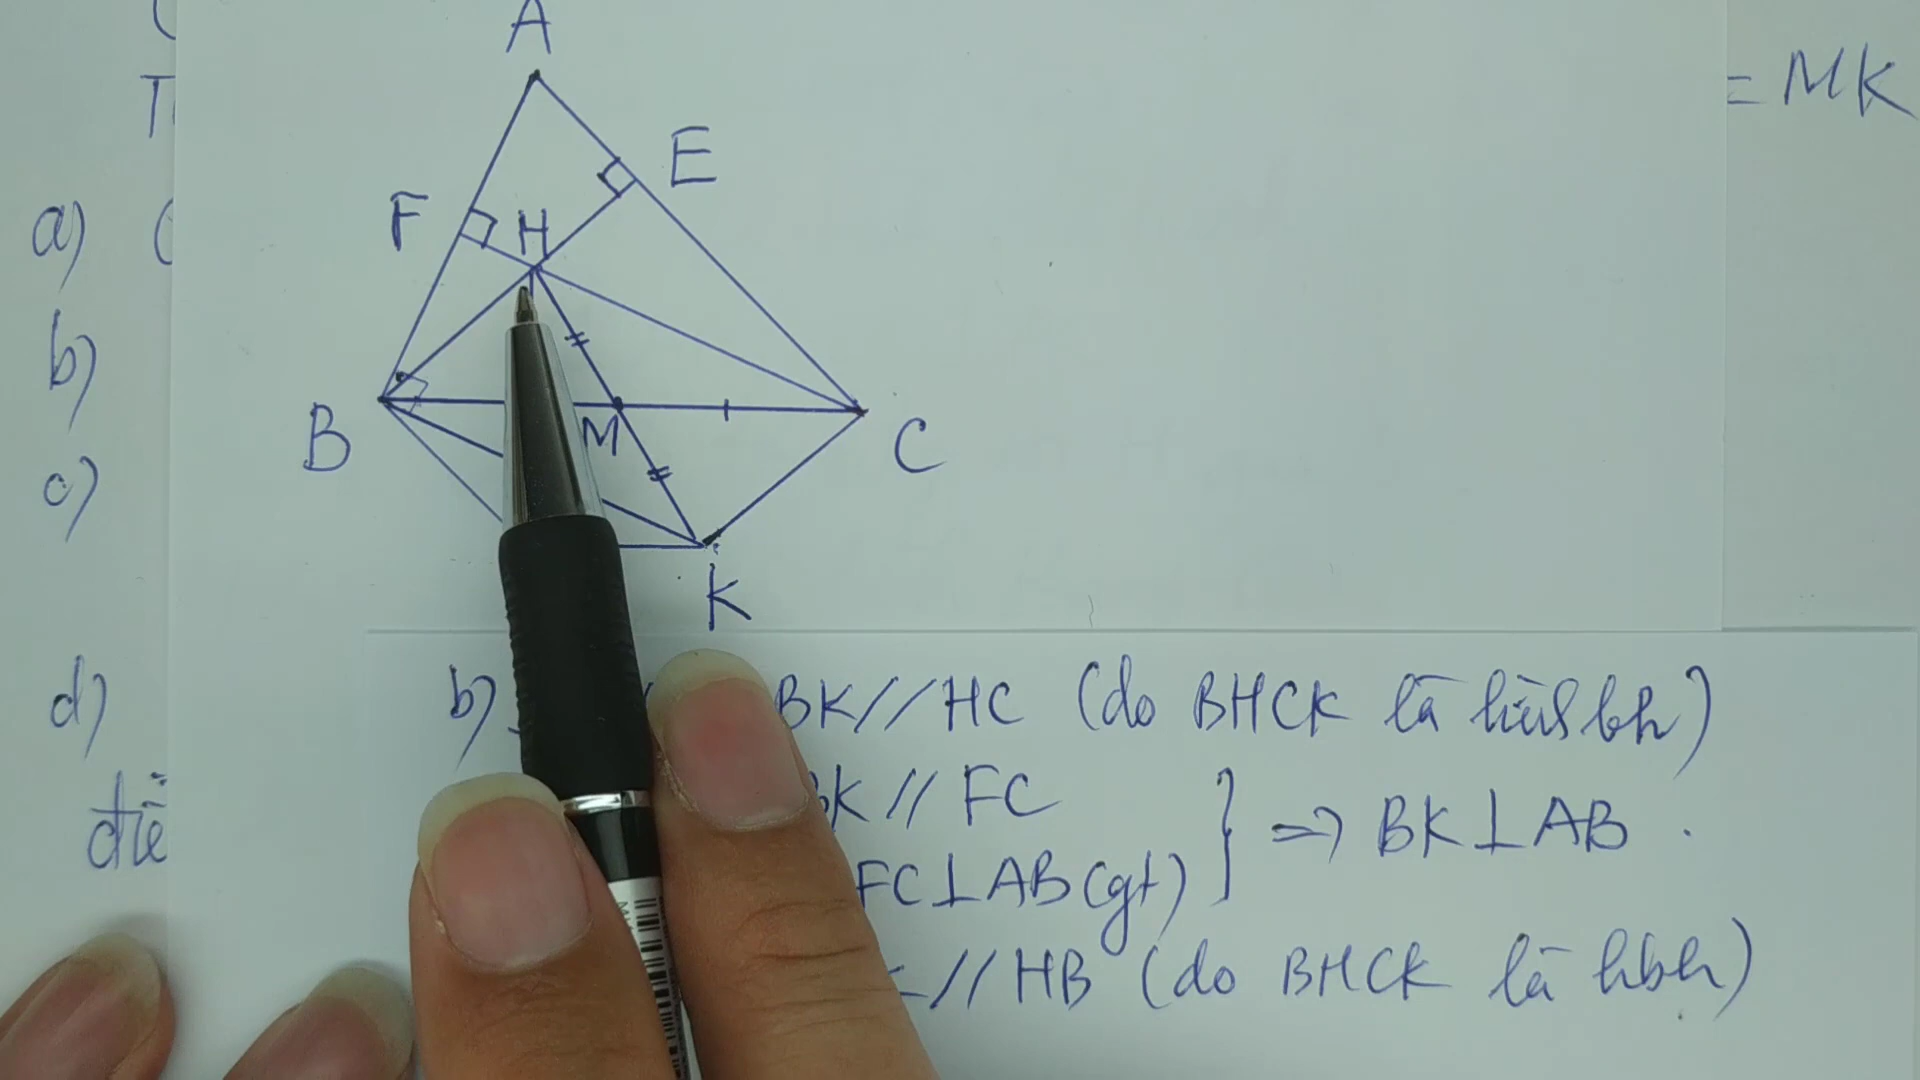 A
E
= MK
F
H
a)
b)
B
M
C
c)
K
d)
b) BK // HC (do BHCK là hình bh)
BK // FC
=> BK ⊥ AB .
FC ⊥ AB (gt)
// HB (do BHCK là hbh)